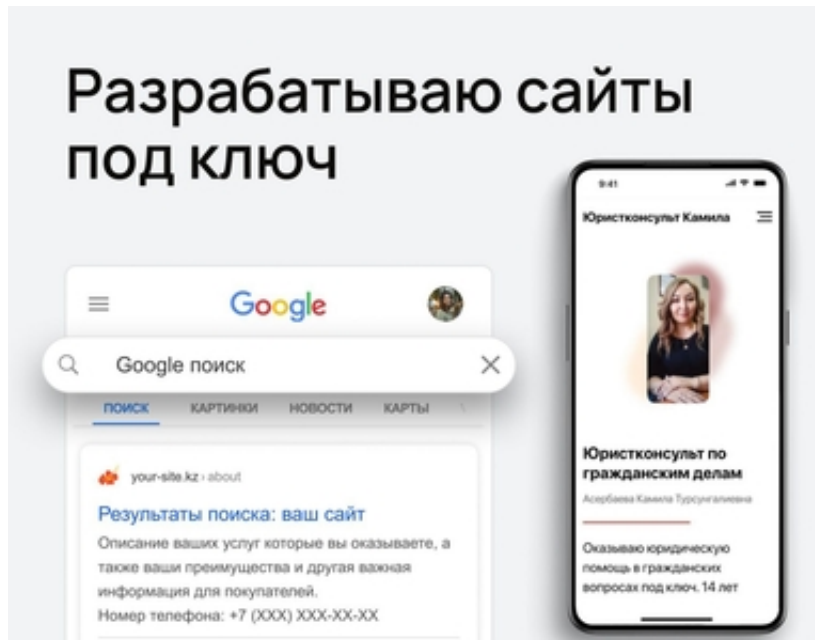 Разрабатываю сайты
под ключ
Google
Google поиск
ПОИСК КАРТИНКИ НОВОСТИ КАРТЫ
your-site.kz › about
Результаты поиска: ваш сайт
Описание ваших услуг которые вы оказываете, а
также ваши преимущества и другая важная
информация для покупателей.
Номер телефона: +7 (XXX) XXX-XX-XX
9:41
Юристконсульт Камила
Юристконсульт по
гражданским делам
Асербаева Камила Турсунгалиевна
Оказываю юридическую
помощь в гражданских
вопросах под ключ. 14 лет